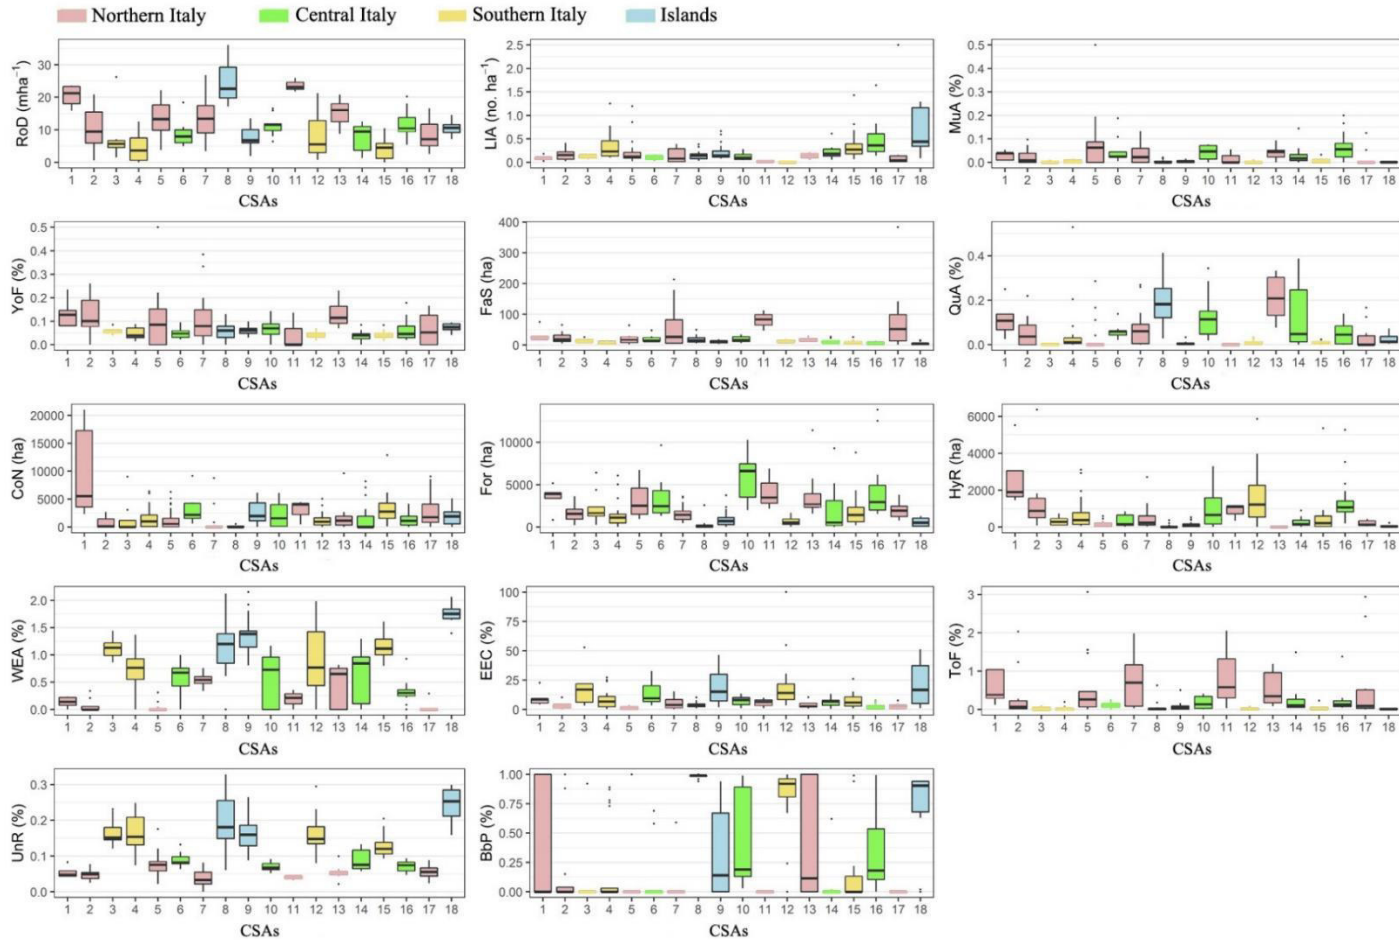 Northern Italy Central Italy Southern Italy Islands
RoD (mha⁻¹)
30
20
10
0
1 2 3 4 5 6 7 8 9 10 11 12 13 14 15 16 17 18
CSAs
LIA (no. ha⁻¹)
2.5
2.0
1.5
1.0
0.5
0.0
1 2 3 4 5 6 7 8 9 10 11 12 13 14 15 16 17 18
CSAs
MuA (%)
0.5
0.4
0.3
0.2
0.1
0.0
1 2 3 4 5 6 7 8 9 10 11 12 13 14 15 16 17 18
CSAs
YoF (%)
0.5
0.4
0.3
0.2
0.1
0.0
1 2 3 4 5 6 7 8 9 10 11 12 13 14 15 16 17 18
CSAs
FaS (ha)
400
300
200
100
0
1 2 3 4 5 6 7 8 9 10 11 12 13 14 15 16 17 18
CSAs
QuA (%)
0.4
0.2
0.0
1 2 3 4 5 6 7 8 9 10 11 12 13 14 15 16 17 18
CSAs
CoN (ha)
20000
15000
10000
5000
0
1 2 3 4 5 6 7 8 9 10 11 12 13 14 15 16 17 18
CSAs
For (ha)
10000
5000
0
1 2 3 4 5 6 7 8 9 10 11 12 13 14 15 16 17 18
CSAs
HyR (ha)
6000
4000
2000
0
1 2 3 4 5 6 7 8 9 10 11 12 13 14 15 16 17 18
CSAs
WEA (%)
2.0
1.5
1.0
0.5
0.0
1 2 3 4 5 6 7 8 9 10 11 12 13 14 15 16 17 18
CSAs
EEC (%)
100
75
50
25
0
1 2 3 4 5 6 7 8 9 10 11 12 13 14 15 16 17 18
CSAs
ToF (%)
3
2
1
0
1 2 3 4 5 6 7 8 9 10 11 12 13 14 15 16 17 18
CSAs
UnR (%)
0.3
0.2
0.1
0.0
1 2 3 4 5 6 7 8 9 10 11 12 13 14 15 16 17 18
CSAs
BbP (%)
1.00
0.75
0.50
0.25
0.00
1 2 3 4 5 6 7 8 9 10 11 12 13 14 15 16 17 18
CSAs